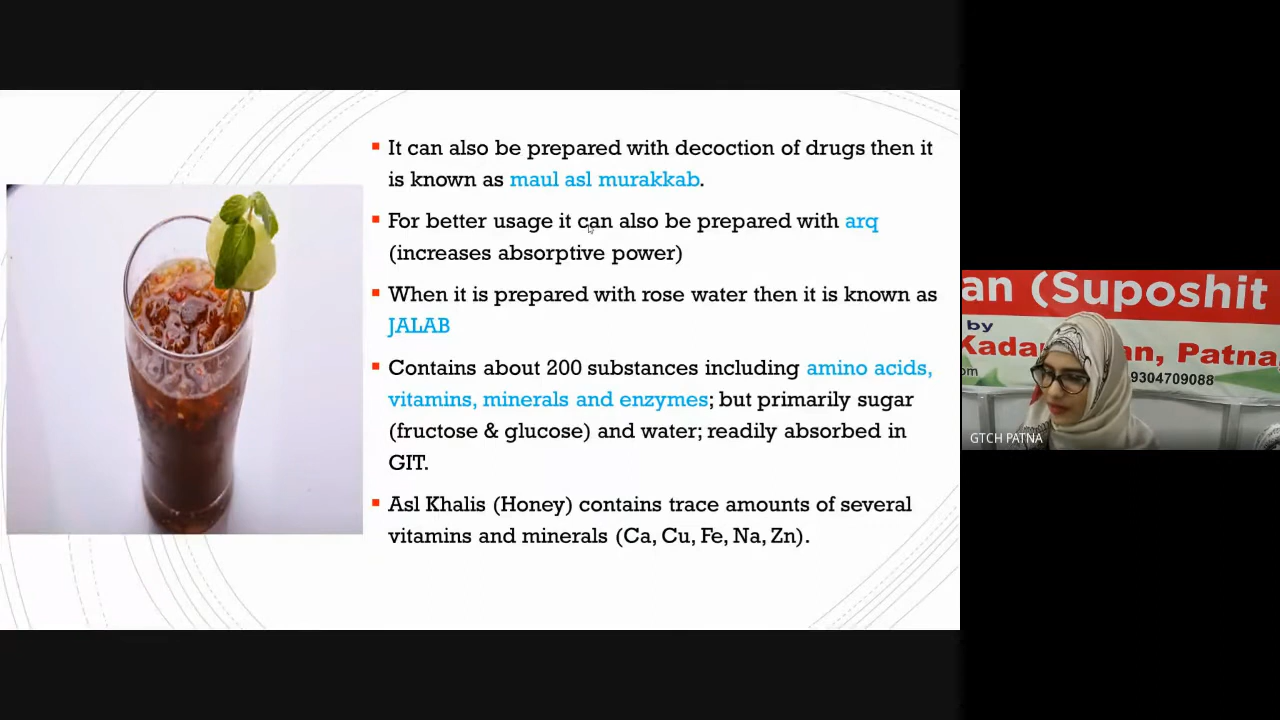 It can also be prepared with decoction of drugs then it
is known as maul asl murakkab.
For better usage it can also be prepared with arq
(increases absorptive power)
When it is prepared with rose water then it is known as
JALAB
Contains about 200 substances including amino acids,
vitamins, minerals and enzymes; but primarily sugar
(fructose & glucose) and water; readily absorbed in
GIT.
Asl Khalis (Honey) contains trace amounts of several
vitamins and minerals (Ca, Cu, Fe, Na, Zn).
an (Suposhit
by
Patna
om
9304709088
GTCH PATNA